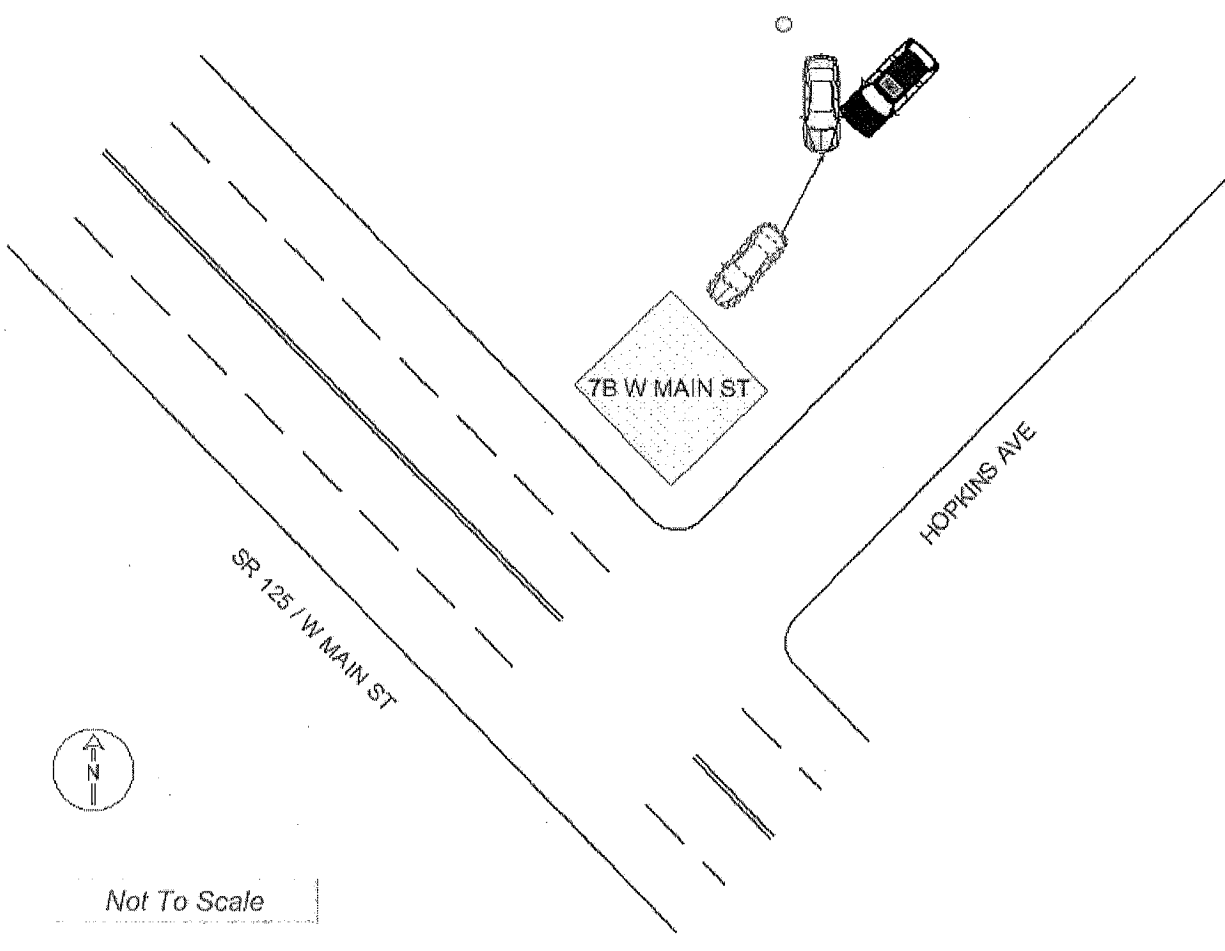 7B W MAIN ST
HOPKINS AVE
SR 125 / W MAIN ST
N
Not To Scale